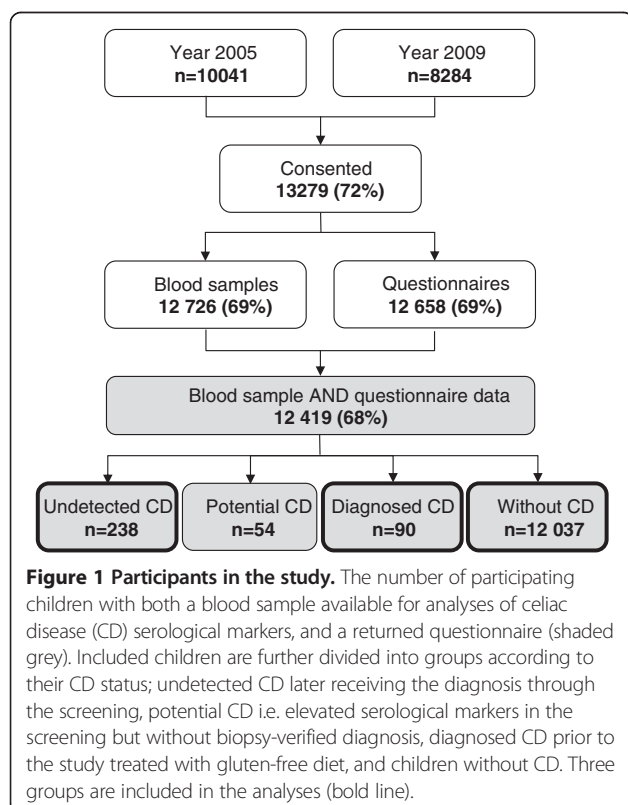 Year 2005
n=10041
Year 2009
n=8284
Consented
13279 (72%)
Blood samples
12 726 (69%)
Questionnaires
12 658 (69%)
Blood sample AND questionnaire data
12 419 (68%)
Undetected CD
n=238
Potential CD
n=54
Diagnosed CD
n=90
Without CD
n=12 037
Figure 1 Participants in the study. The number of participating
children with both a blood sample available for analyses of celiac
disease (CD) serological markers, and a returned questionnaire (shaded
grey). Included children are further divided into groups according to
their CD status; undetected CD later receiving the diagnosis through
the screening, potential CD i.e. elevated serological markers in the
screening but without biopsy-verified diagnosis, diagnosed CD prior to
the study treated with gluten-free diet, and children without CD. Three
groups are included in the analyses (bold line).